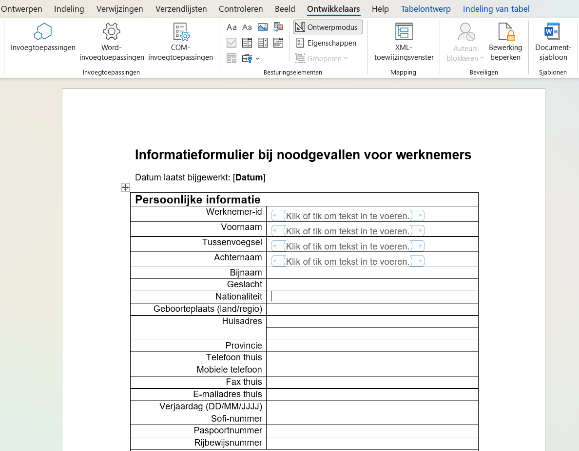 Ontwerpen Indeling Verwijzingen Verzendlijsten Controleren Beeld Ontwikkelaars Help Tabelontwerp Indeling van tabel
Invoegtoepassingen
Word-invoegtoepassingen
COM-invoegtoepassingen
Invoegtoepassingen
Aa Aa
Ontwerpmodus
Eigenschappen
Groeperen
Besturingselementen
XML-toewijzingsvenster
Mapping
Auteurs blokkeren
Bewerking beperken
Beveiligen
Document-sjabloon
Sjablonen
Informatieformulier bij noodgevallen voor werknemers
Datum laatst bijgewerkt: [Datum]
Persoonlijke informatie
Werknemer-id Klik of tik om tekst in te voeren.
Voornaam Klik of tik om tekst in te voeren.
Tussenvoegsel Klik of tik om tekst in te voeren.
Achternaam Klik of tik om tekst in te voeren.
Bijnaam
Geslacht
Nationaliteit
Geboorteplaats (land/regio)
Huisadres
Provincie
Telefoon thuis
Mobiele telefoon
Fax thuis
E-mailadres thuis
Verjaardag (DD/MM/JJJJ)
Sofi-nummer
Paspoortnummer
Rijbewijsnummer